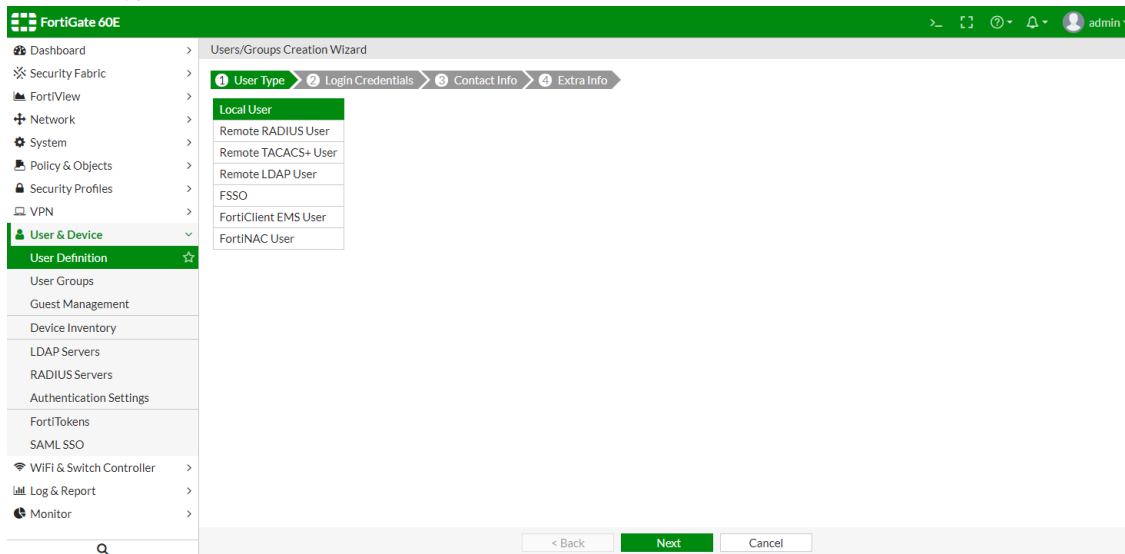 FortiGate 60E
>_
admin
Dashboard
Security Fabric
FortiView
Network
System
Policy & Objects
Security Profiles
VPN
User & Device
User Definition
User Groups
Guest Management
Device Inventory
LDAP Servers
RADIUS Servers
Authentication Settings
FortiTokens
SAML SSO
WiFi & Switch Controller
Log & Report
Monitor
Users/Groups Creation Wizard
1 User Type 2 Login Credentials 3 Contact Info 4 Extra Info
Local User
Remote RADIUS User
Remote TACACS+ User
Remote LDAP User
FSSO
FortiClient EMS User
FortiNAC User
< Back Next Cancel